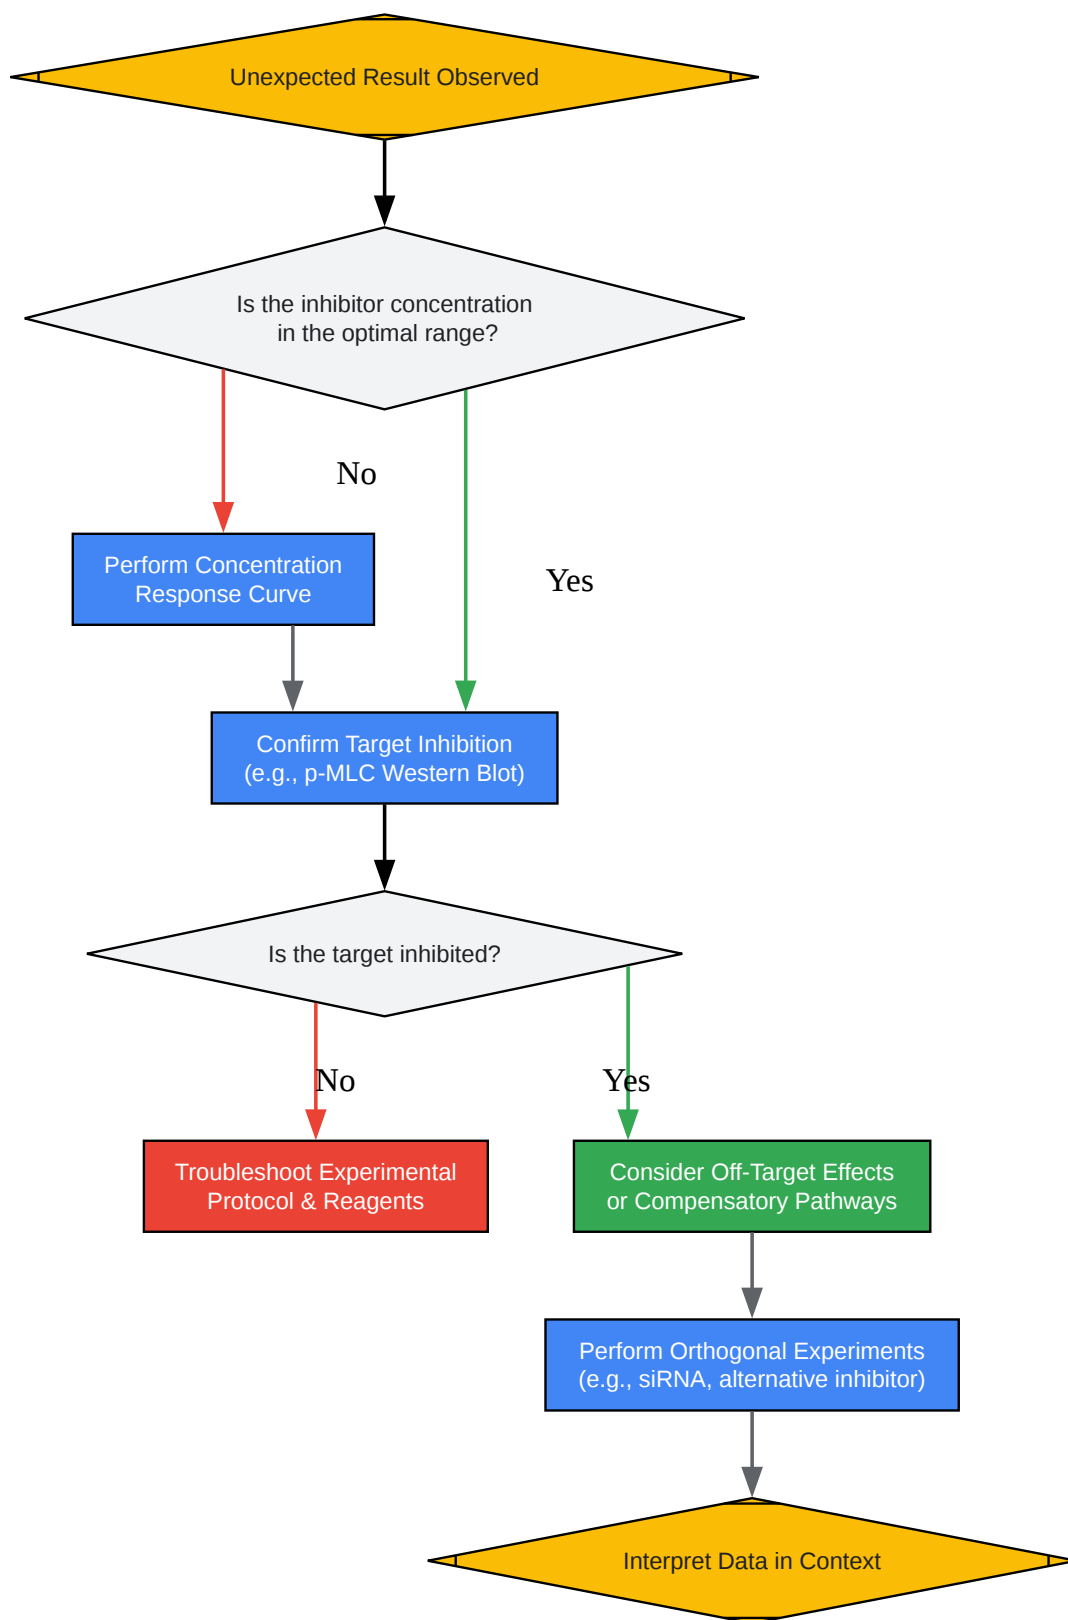 Unexpected Result Observed
Is the inhibitor concentration
in the optimal range?
No
Perform Concentration
Response Curve
Yes
Confirm Target Inhibition
(e.g., p-MLC Western Blot)
Is the target inhibited?
No
Yes
Troubleshoot Experimental
Protocol & Reagents
Consider Off-Target Effects
or Compensatory Pathways
Perform Orthogonal Experiments
(e.g., siRNA, alternative inhibitor)
Interpret Data in Context